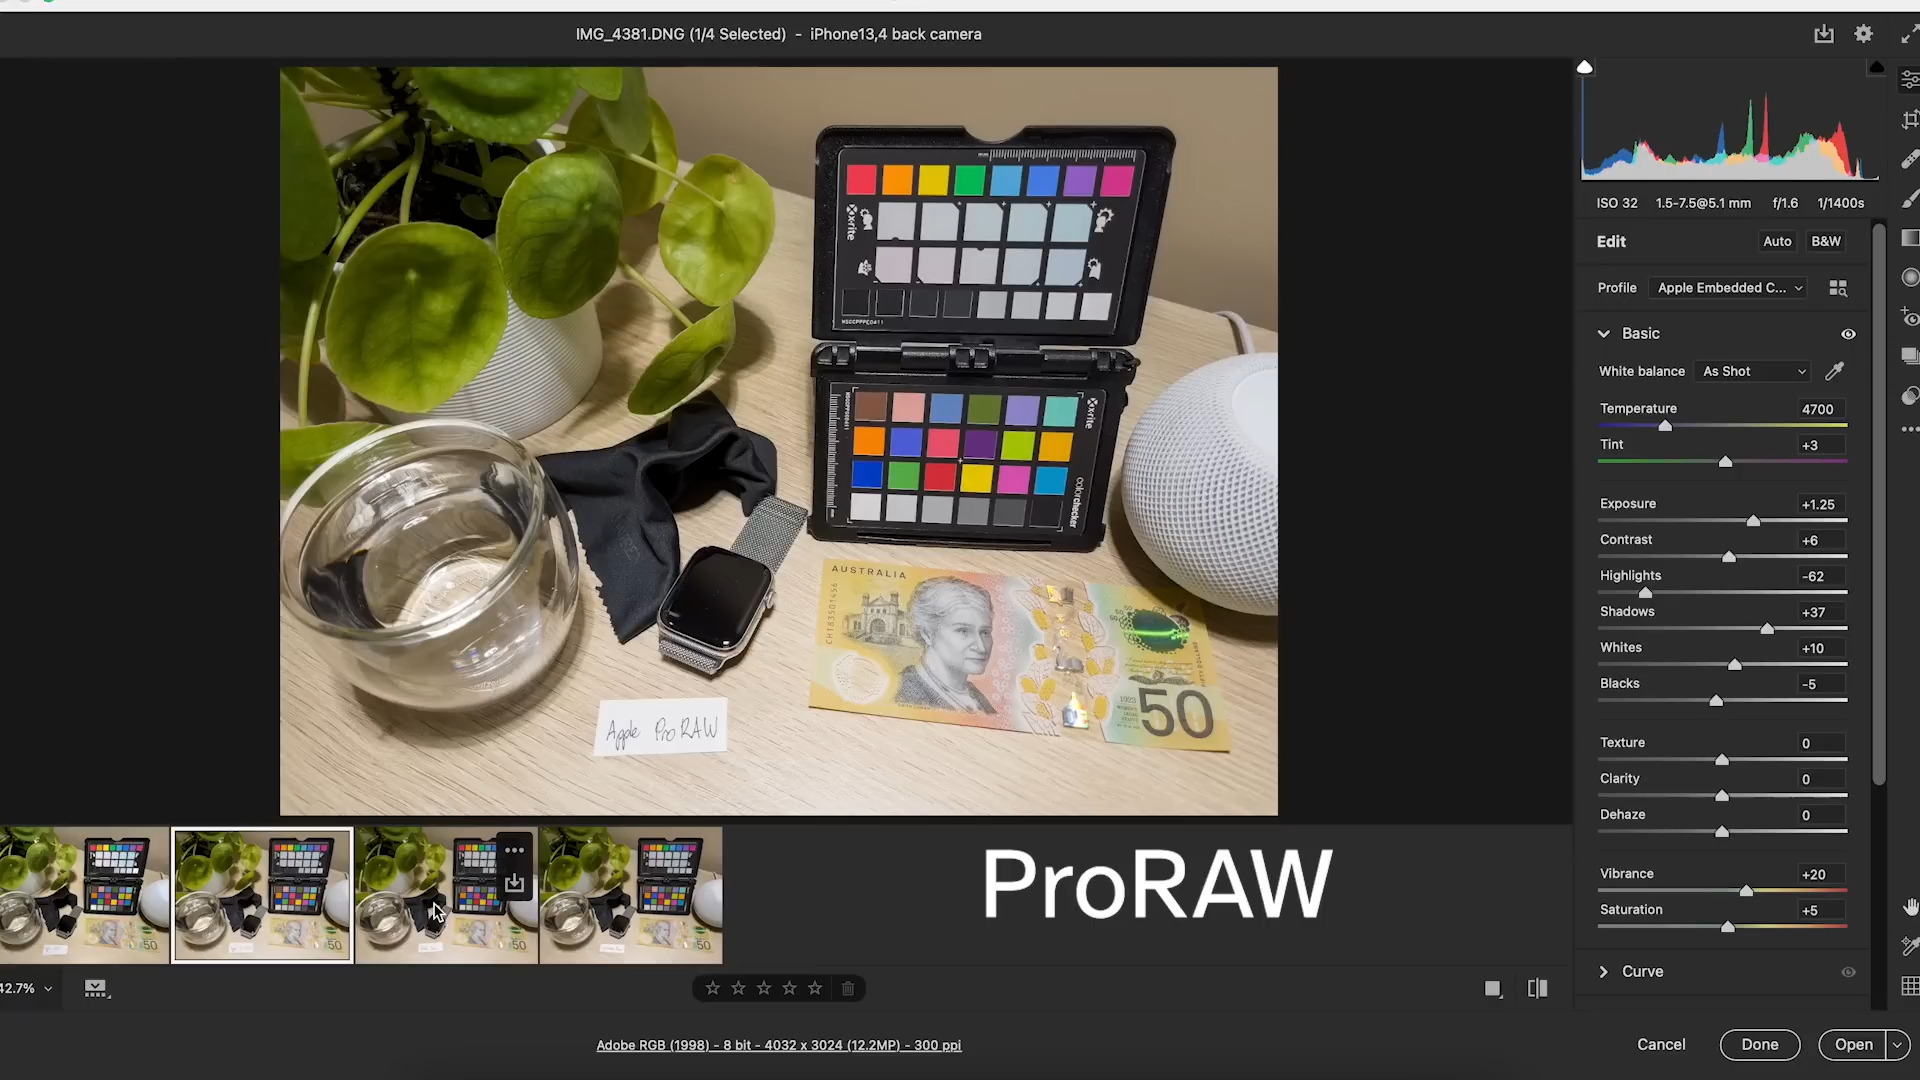 IMG_4381.DNG (1/4 Selected) - iPhone13,4 back camera
ISO 32 1.5-7.5@5.1 mm f/1.6 1/1400s
Edit Auto B&W
Profile Apple Embedded C...
Basic
White balance As Shot
Temperature 4700
Tint +3
Exposure +1.25
Contrast +6
Highlights -62
Shadows +37
Whites +10
Blacks -5
Texture 0
Clarity 0
Dehaze 0
Vibrance +20
Saturation +5
Curve
x-rite
x-rite
colorchecker
AUSTRALIA
50
Apple ProRAW
ProRAW
42.7%
Adobe RGB (1998) - 8 bit - 4032 x 3024 (12.2MP) - 300 ppi
Cancel Done Open